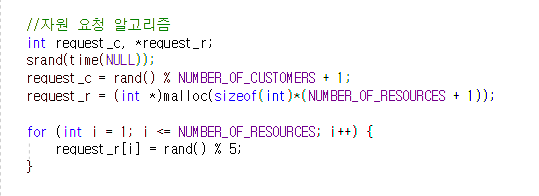 //자원 요청 알고리즘
int request_c, *request_r;
srand(time(NULL));
request_c = rand() % NUMBER_OF_CUSTOMERS + 1;
request_r = (int *)malloc(sizeof(int)*(NUMBER_OF_RESOURCES + 1));
for (int i = 1; i <= NUMBER_OF_RESOURCES; i++) {
request_r[i] = rand() % 5;
}